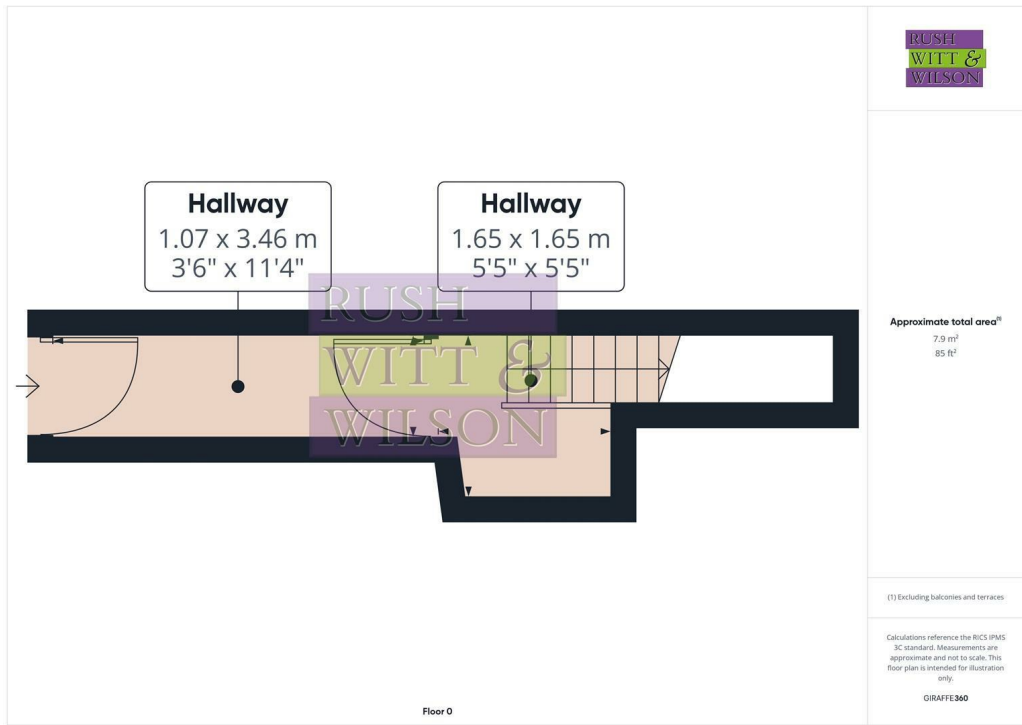 RUSH
WITT &
WILSON
Hallway
1.07 x 3.46 m
3'6" x 11'4"
Hallway
1.65 x 1.65 m
5'5" x 5'5"
RUSH
WITT &
WILSON
Approximate total area(1)
7.9 m²
85 ft²
(1) Excluding balconies and terraces
Calculations reference the RICS IPMS
3C standard. Measurements are
approximate and not to scale. This
floor plan is intended for illustration
only.
GIRAFFE360
Floor 0